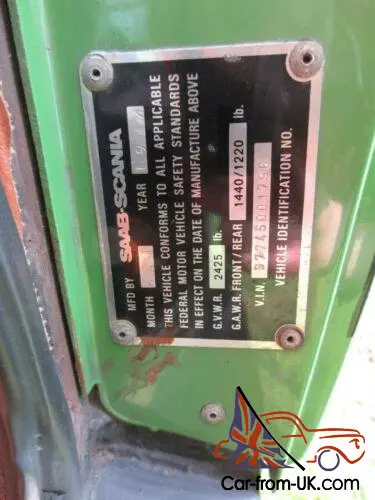 MFD BY SAAB-SCANIA
MONTH YEAR
THIS VEHICLE CONFORMS TO ALL APPLICABLE
FEDERAL MOTOR VEHICLE SAFETY STANDARDS
IN EFFECT ON THE DATE OF MANUFACTURE ABOVE
G.V.W.R. 2425 lb.
G.A.W.R. FRONT/REAR 1440/1220 lb.
V.I.N.
VEHICLE IDENTIFICATION NO.
Car-from-UK.com